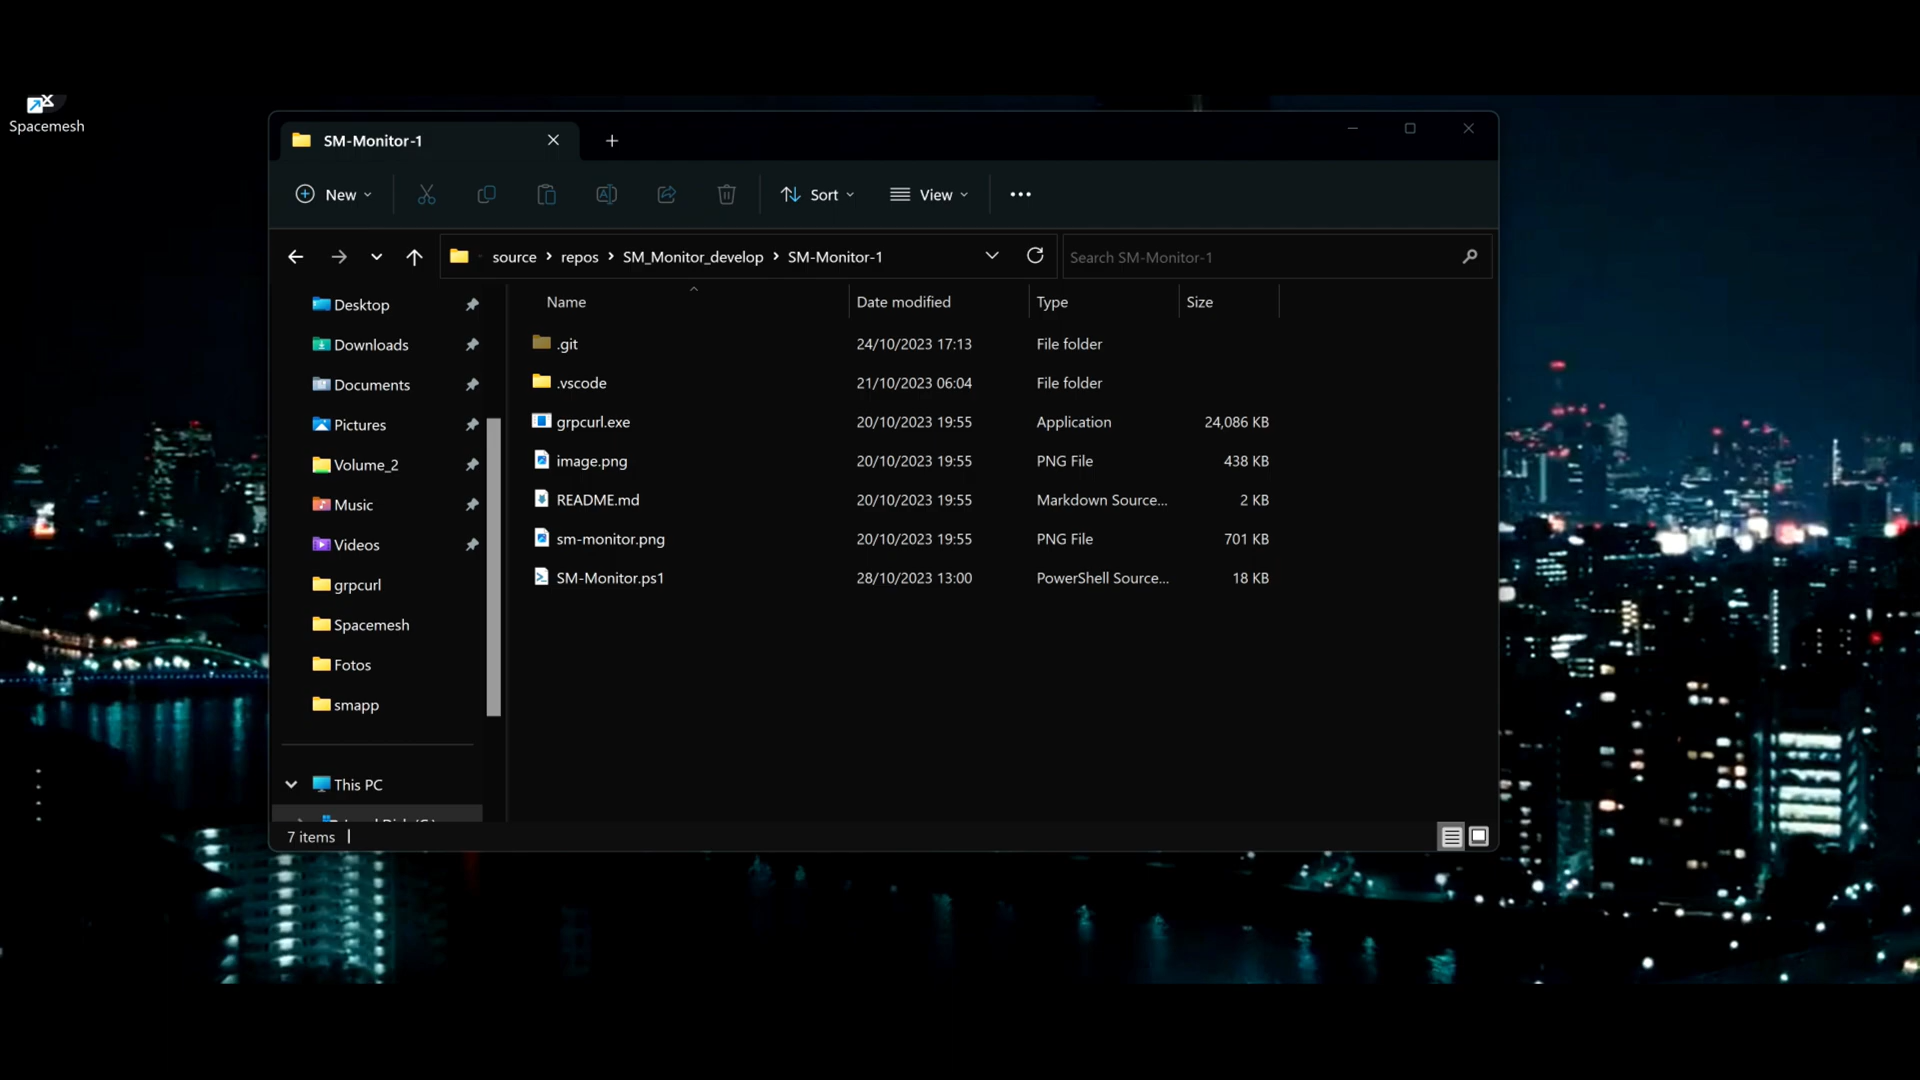 Spacemesh
SM-Monitor-1
New
Sort
View
source › repos › SM_Monitor_develop › SM-Monitor-1
Search SM-Monitor-1
Name Date modified Type Size
Desktop
Downloads
Documents
Pictures
Volume_2
Music
Videos
grpcurl
Spacemesh
Fotos
smapp
This PC
.git 24/10/2023 17:13 File folder
.vscode 21/10/2023 06:04 File folder
grpcurl.exe 20/10/2023 19:55 Application 24,086 KB
image.png 20/10/2023 19:55 PNG File 438 KB
README.md 20/10/2023 19:55 Markdown Source... 2 KB
sm-monitor.png 20/10/2023 19:55 PNG File 701 KB
SM-Monitor.ps1 28/10/2023 13:00 PowerShell Source... 18 KB
7 items